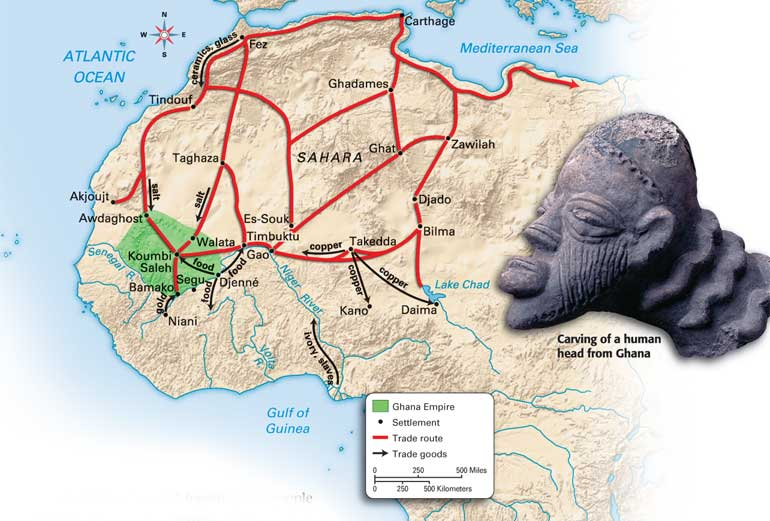 N
W
E
S
ATLANTIC
OCEAN
Carthage
Mediterranean Sea
Fez
ceramics, glass
Ghadames
Tindouf
SAHARA
Ghat
Zawilah
Taghaza
Akjoujt
salt
salt
Awdaghost
Djado
Es-Souk
Bilma
Walata
Timbuktu
Takedda
copper
Koumbi
Saleh
food
food
Gao
Senegal R.
Segu
Djenné
copper
copper
Lake Chad
Bamako
gold
food
Niger River
Kano
Daima
Niani
Volta R.
ivory, slaves
Gulf of
Guinea
Carving of a human
head from Ghana
Ghana Empire
Settlement
Trade route
Trade goods
0 250 500 Miles
0 250 500 Kilometers